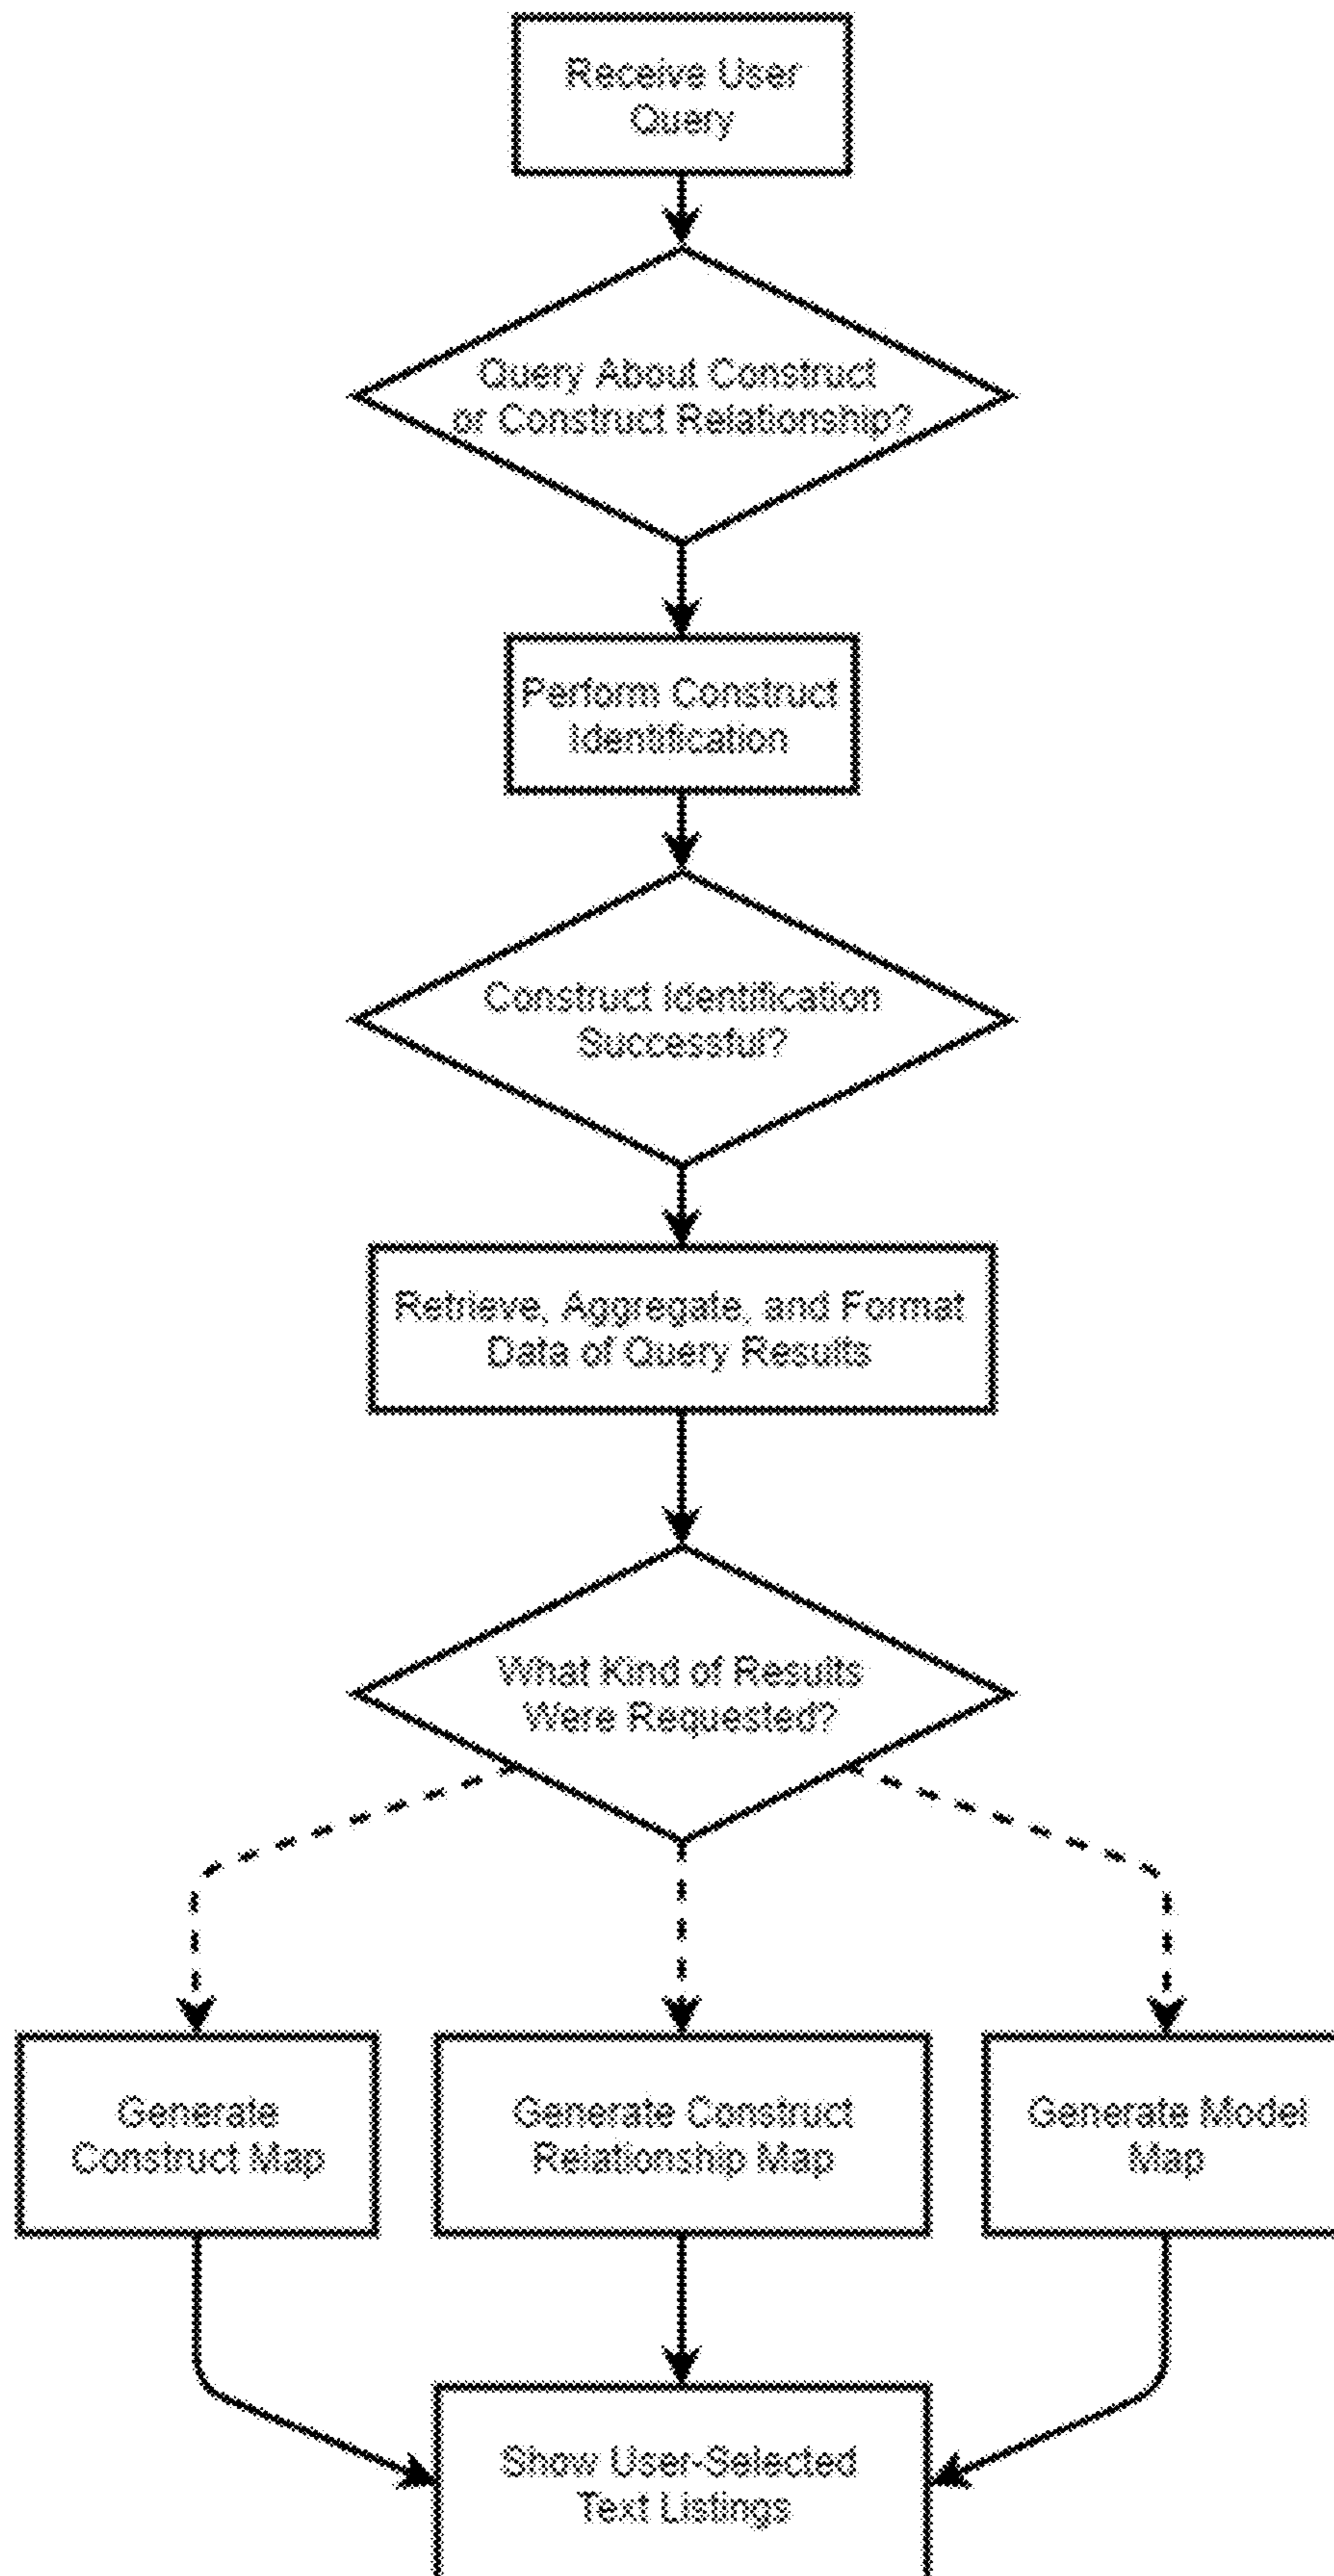 Receive User
Query
Query About Construct
or Construct Relationship?
Perform Construct
Identification
Construct Identification
Successful?
Retrieve, Aggregate, and Format
Data of Query Results
What Kind of Results
Were Requested?
Generate
Construct Map
Generate Construct
Relationship Map
Generate Model
Map
Show User-Selected
Text Listings